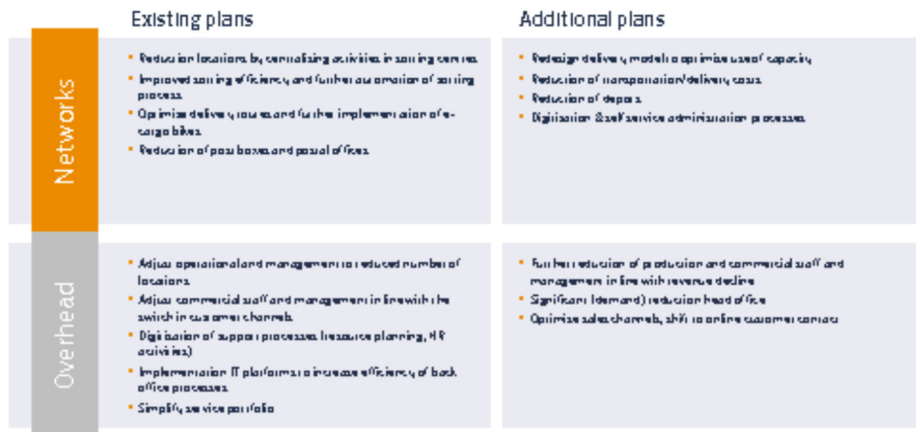 Existing plans
Additional plans
Networks
Reduction locations by centralizing activities in sorting centres
Improved sorting efficiency and further automation of sorting
process
Optimise delivery routes and further implementation of e-
cargo bikes
Reduction of post boxes and postal offices
Redesign delivery model to optimise use of capacity
Reduction of transportation/delivery costs
Reduction of depots
Digitisation & self service administration processes
Overhead
Adjust operational and management to reduced number of
locations
Adjust commercial staff and management in line with the
switch in customer channels
Digitisation of support processes (resource planning, HR
activities)
Implementation IT platforms to increase efficiency of back
office processes
Simplify service portfolio
Further reduction of production and commercial staff and
management in line with revenue decline
Significant (demand) reduction head office
Optimise sales channels, shift to online customer contact